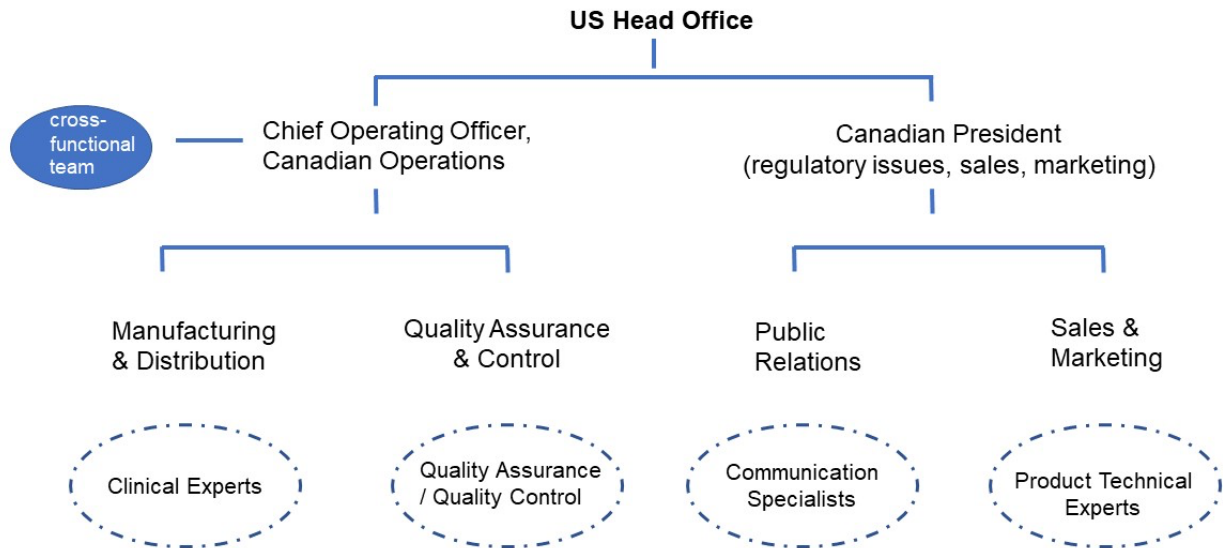 US Head Office
cross-
functional
team
Chief Operating Officer,
Canadian Operations
Canadian President
(regulatory issues, sales, marketing)
Manufacturing
& Distribution
Quality Assurance
& Control
Public
Relations
Sales &
Marketing
Clinical Experts
Quality Assurance
/ Quality Control
Communication
Specialists
Product Technical
Experts